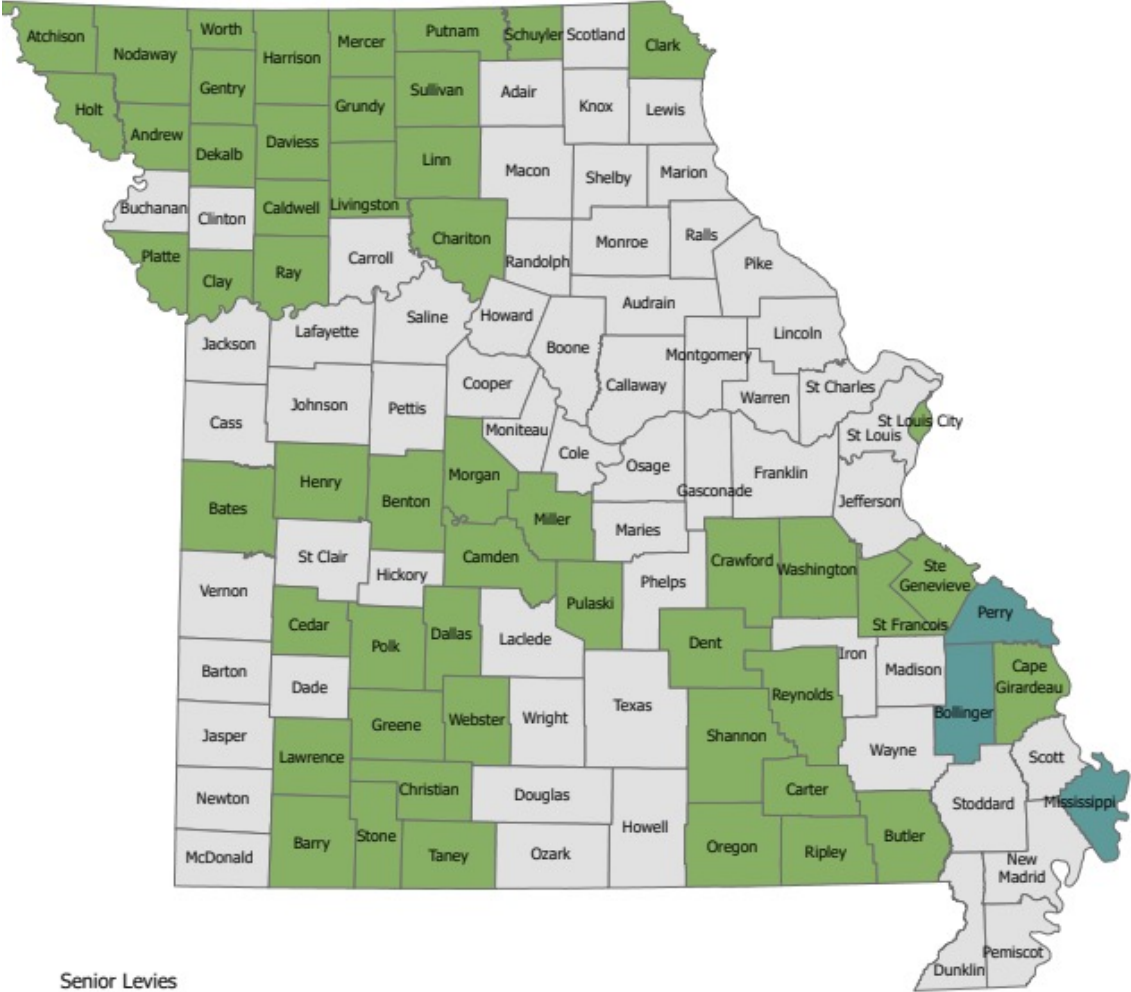 Atchison
Nodaway
Worth
Harrison
Mercer
Putnam
Schuyler
Scotland
Clark
Holt
Gentry
Grundy
Sullivan
Adair
Knox
Lewis
Andrew
Dekalb
Daviess
Linn
Macon
Shelby
Marion
Buchanan
Clinton
Caldwell
Livingston
Chariton
Randolph
Monroe
Ralls
Pike
Platte
Clay
Ray
Carroll
Audrain
Jackson
Lafayette
Saline
Howard
Boone
Callaway
Montgomery
Lincoln
Cass
Johnson
Pettis
Cooper
Moniteau
Cole
Osage
Gasconade
Warren
St Charles
St Louis City
St Louis
Franklin
Jefferson
Bates
Henry
Benton
Morgan
Miller
Maries
Vernon
St Clair
Hickory
Camden
Pulaski
Phelps
Crawford
Washington
Ste
Genevieve
St Francois
Perry
Cedar
Polk
Dallas
Laclede
Dent
Iron
Madison
Bollinger
Cape
Girardeau
Barton
Dade
Greene
Webster
Wright
Texas
Reynolds
Shannon
Wayne
Scott
Jasper
Lawrence
Christian
Douglas
Howell
Carter
Stoddard
Mississippi
Newton
McDonald
Barry
Stone
Taney
Ozark
Oregon
Ripley
Butler
New
Madrid
Dunklin
Pemiscot
Senior Levies